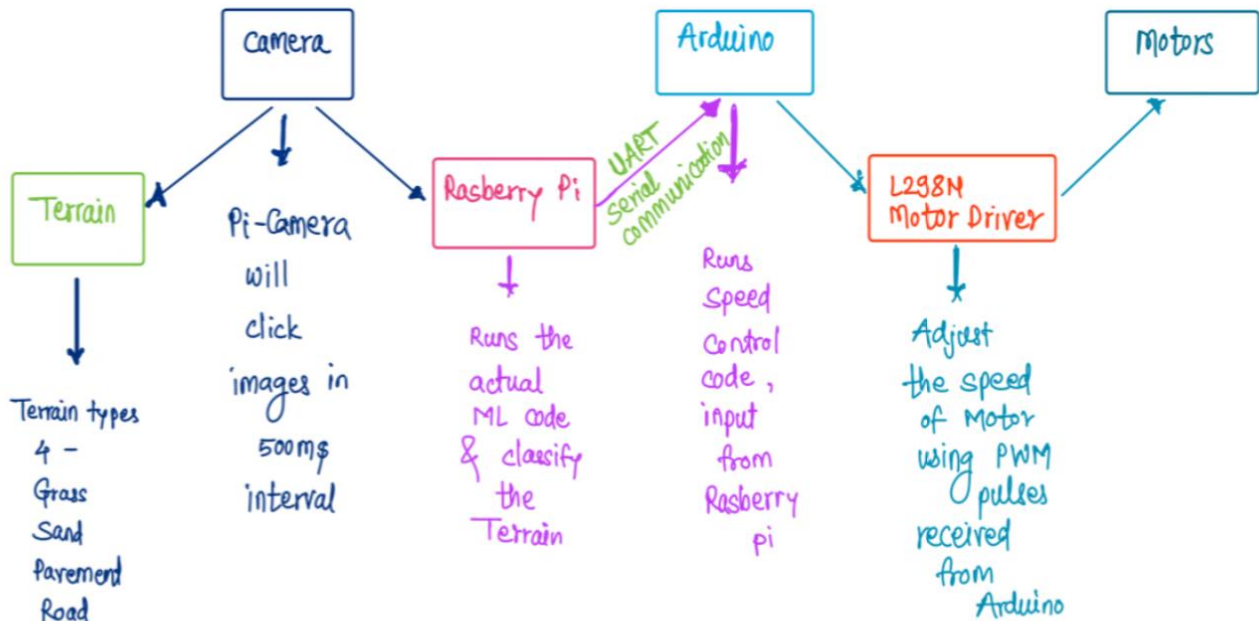 Camera
Arduino
Motors
Terrain
Rasberry Pi
UART
Serial
communication
L298N
Motor Driver
Terrain types
4 -
Grass
Sand
Pavement
Road
Pi-Camera
will
click
images in
500ms
interval
Runs the
actual
ML code
& classify
the
Terrain
Runs
Speed
Control
code,
input
from
Rasberry
pi
Adjust
the speed
of Motor
using PWM
pulses
received
from
Arduino